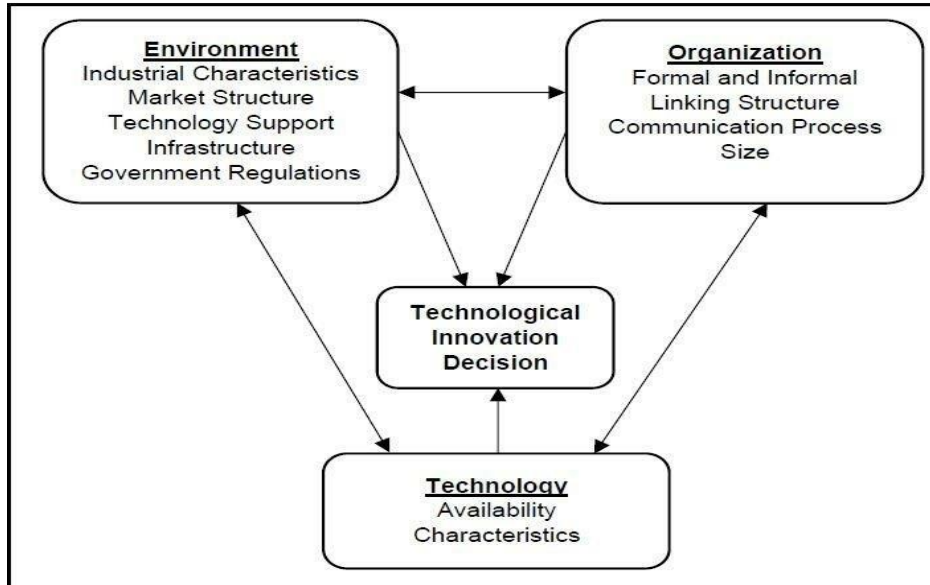 Environment
Industrial Characteristics
Market Structure
Technology Support
Infrastructure
Government Regulations
Organization
Formal and Informal
Linking Structure
Communication Process
Size
Technological
Innovation
Decision
Technology
Availability
Characteristics